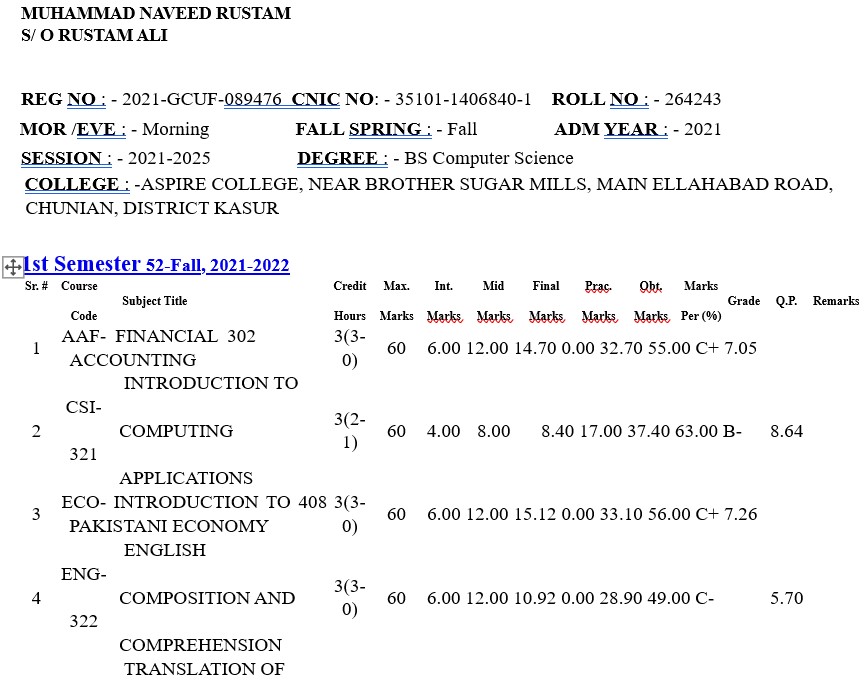 MUHAMMAD NAVEED RUSTAM
S/ O RUSTAM ALI
REG NO : - 2021-GCUF-089476 CNIC NO: - 35101-1406840-1 ROLL NO : - 264243
MOR /EVE : - Morning FALL SPRING : - Fall ADM YEAR : - 2021
SESSION : - 2021-2025 DEGREE : - BS Computer Science
COLLEGE : -ASPIRE COLLEGE, NEAR BROTHER SUGAR MILLS, MAIN ELLAHABAD ROAD,
CHUNIAN, DISTRICT KASUR
1st Semester 52-Fall, 2021-2022
Sr. # Course Credit Max. Int. Mid Final Prac. Obt. Marks
Subject Title Grade Q.P. Remarks
Code Hours Marks Marks Marks Marks Marks Marks Per (%)
AAF- FINANCIAL 302 3(3-
1 60 6.00 12.00 14.70 0.00 32.70 55.00 C+ 7.05
ACCOUNTING 0)
INTRODUCTION TO
CSI-
3(2-
2 COMPUTING 60 4.00 8.00 8.40 17.00 37.40 63.00 B- 8.64
1)
321
APPLICATIONS
ECO- INTRODUCTION TO 408 3(3-
3 60 6.00 12.00 15.12 0.00 33.10 56.00 C+ 7.26
PAKISTANI ECONOMY 0)
ENGLISH
ENG-
3(3-
4 COMPOSITION AND 60 6.00 12.00 10.92 0.00 28.90 49.00 C- 5.70
0)
322
COMPREHENSION
TRANSLATION OF